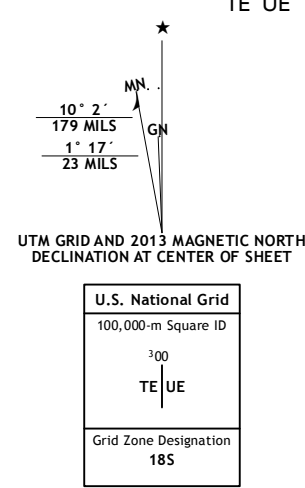 TE UE
★
MN
GN
10° 2´
179 MILS
1° 17´
23 MILS
UTM GRID AND 2013 MAGNETIC NORTH
DECLINATION AT CENTER OF SHEET
U.S. National Grid
100,000-m Square ID
³00
TE UE
Grid Zone Designation
18S